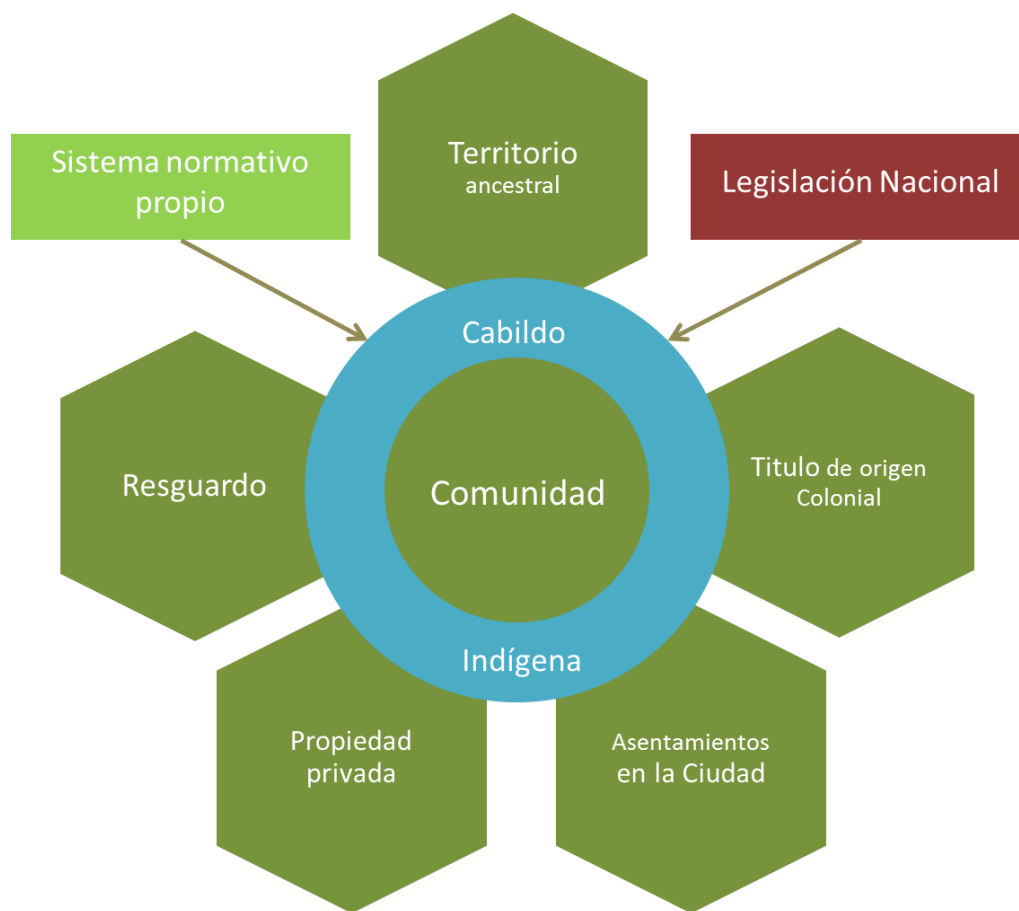 Sistema normativo
propio
Territorio
ancestral
Legislación Nacional
Cabildo
Resguardo
Comunidad
Titulo de origen
Colonial
Indígena
Propiedad
privada
Asentamientos
en la Ciudad